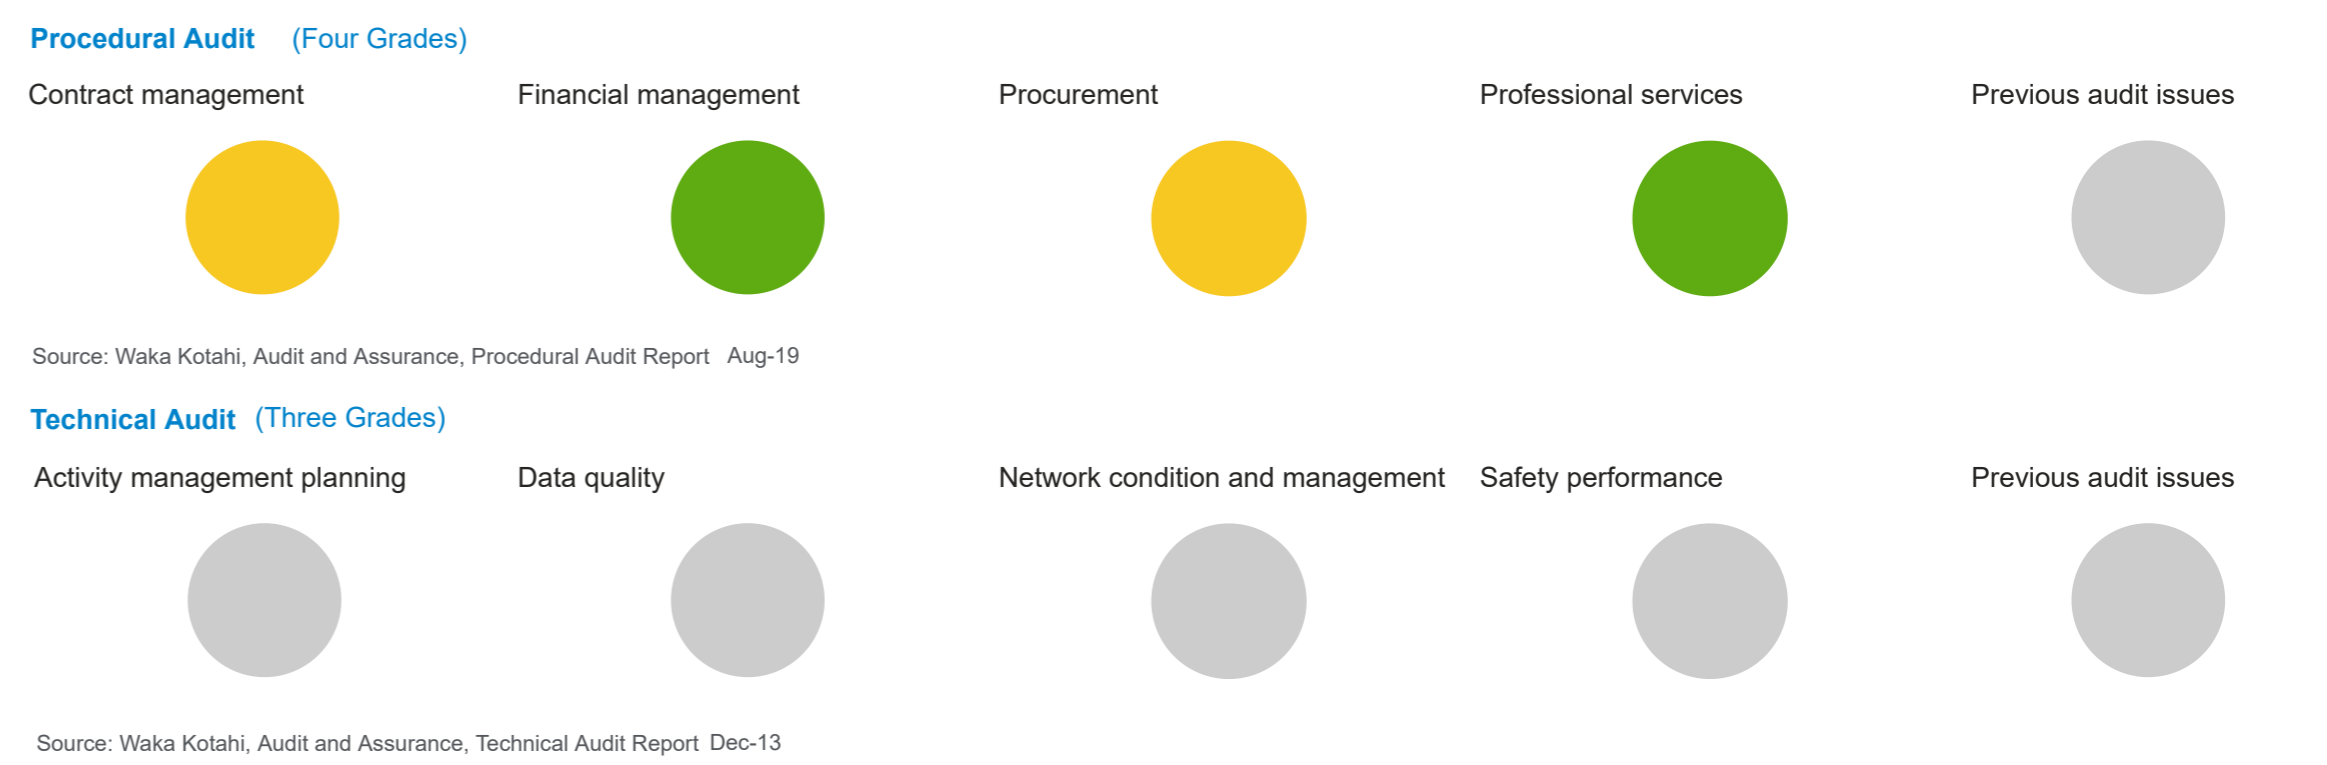 Procedural Audit (Four Grades)
Contract management Financial management Procurement Professional services Previous audit issues
Source: Waka Kotahi, Audit and Assurance, Procedural Audit Report Aug-19
Technical Audit (Three Grades)
Activity management planning Data quality Network condition and management Safety performance Previous audit issues
Source: Waka Kotahi, Audit and Assurance, Technical Audit Report Dec-13